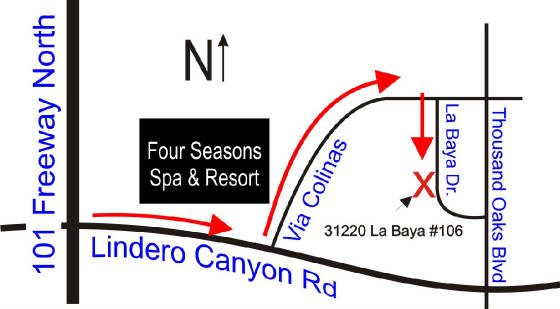 N
101 Freeway North
Four Seasons
Spa & Resort
Via Colinas
La Baya Dr.
Thousand Oaks Blvd
X
31220 La Baya #106
Lindero Canyon Rd